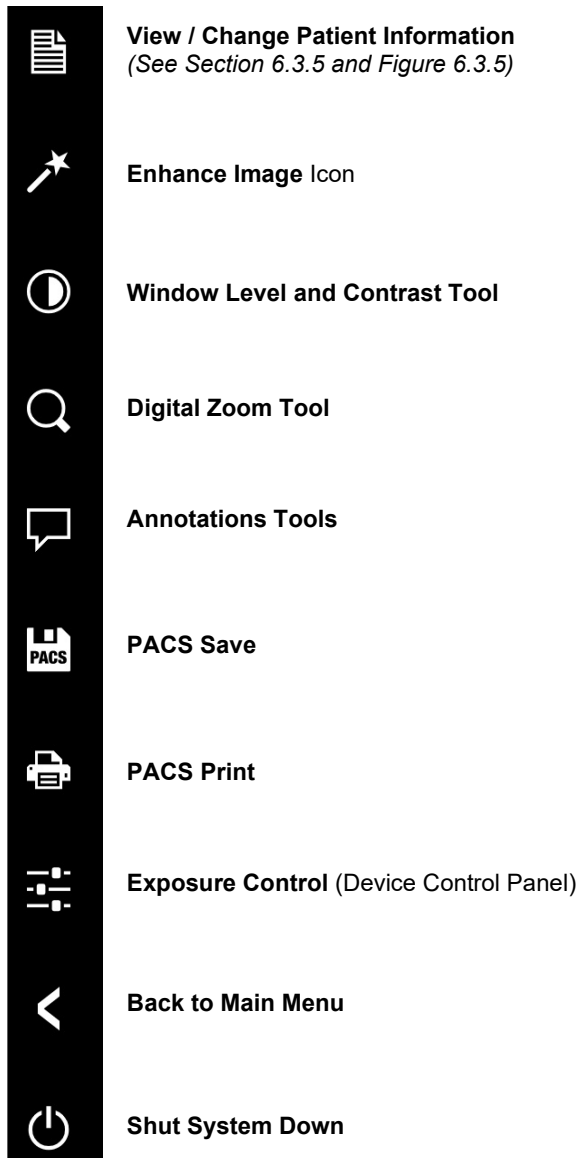 View / Change Patient Information
(See Section 6.3.5 and Figure 6.3.5)
Enhance Image Icon
Window Level and Contrast Tool
Digital Zoom Tool
Annotations Tools
PACS
PACS Save
PACS Print
Exposure Control (Device Control Panel)
Back to Main Menu
Shut System Down